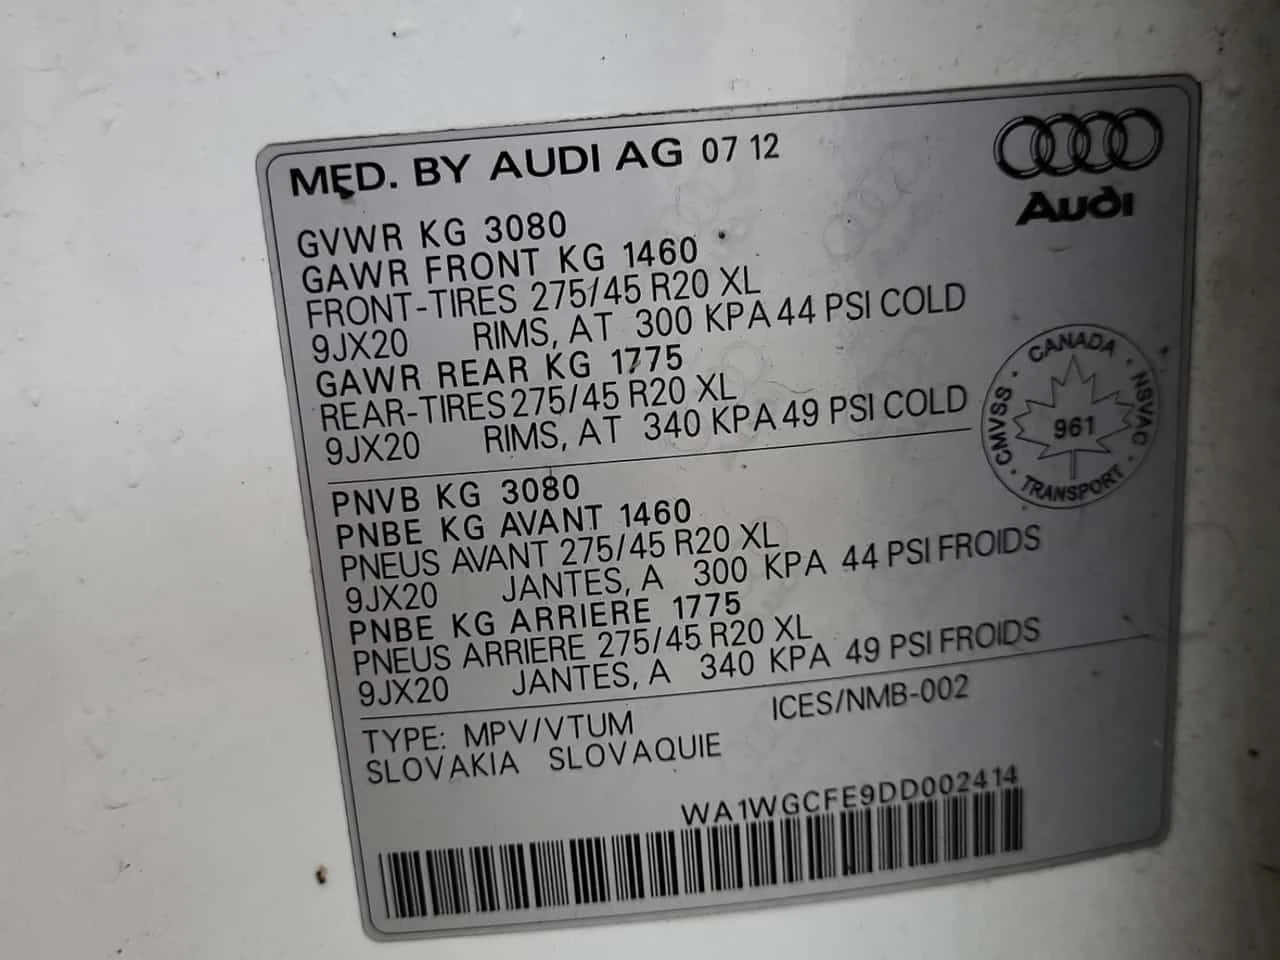 MFD. BY AUDI AG 07 12
Audi
GVWR KG 3080
GAWR FRONT KG 1460
FRONT-TIRES 275/45 R20 XL
9JX20 RIMS, AT 300 KPA 44 PSI COLD
GAWR REAR KG 1775
REAR-TIRES 275/45 R20 XL
9JX20 RIMS, AT 340 KPA 49 PSI COLD
CANADA · NSVAC · TRANSPORT · CMVSS ·
961
PNVB KG 3080
PNBE KG AVANT 1460
PNEUS AVANT 275/45 R20 XL
9JX20 JANTES, A 300 KPA 44 PSI FROIDS
PNBE KG ARRIERE 1775
PNEUS ARRIERE 275/45 R20 XL
9JX20 JANTES, A 340 KPA 49 PSI FROIDS
TYPE: MPV/VTUM ICES/NMB-002
SLOVAKIA SLOVAQUIE
WA1WGCFE9DD002414